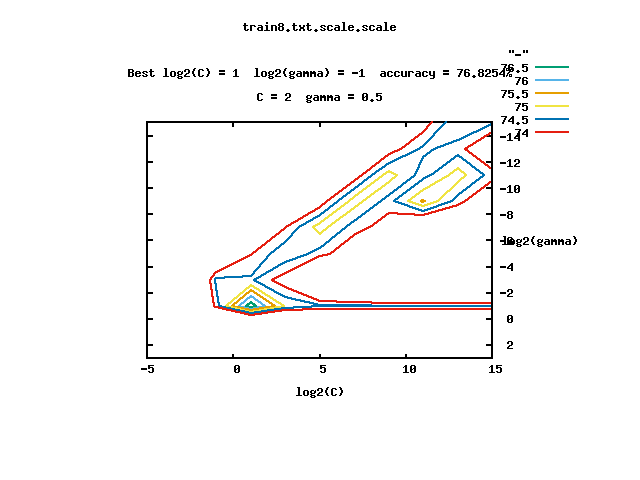 train8.txt.scale.scale
"-"
Best log2(C) = 1 log2(gamma) = -1 accuracy = 76.8254%
76.5
76
C = 2 gamma = 0.5
75.5
75
74.5
74
-14
-12
-10
-8
-6
log2(gamma)
-4
-2
0
2
-5 0 5 10 15
log2(C)